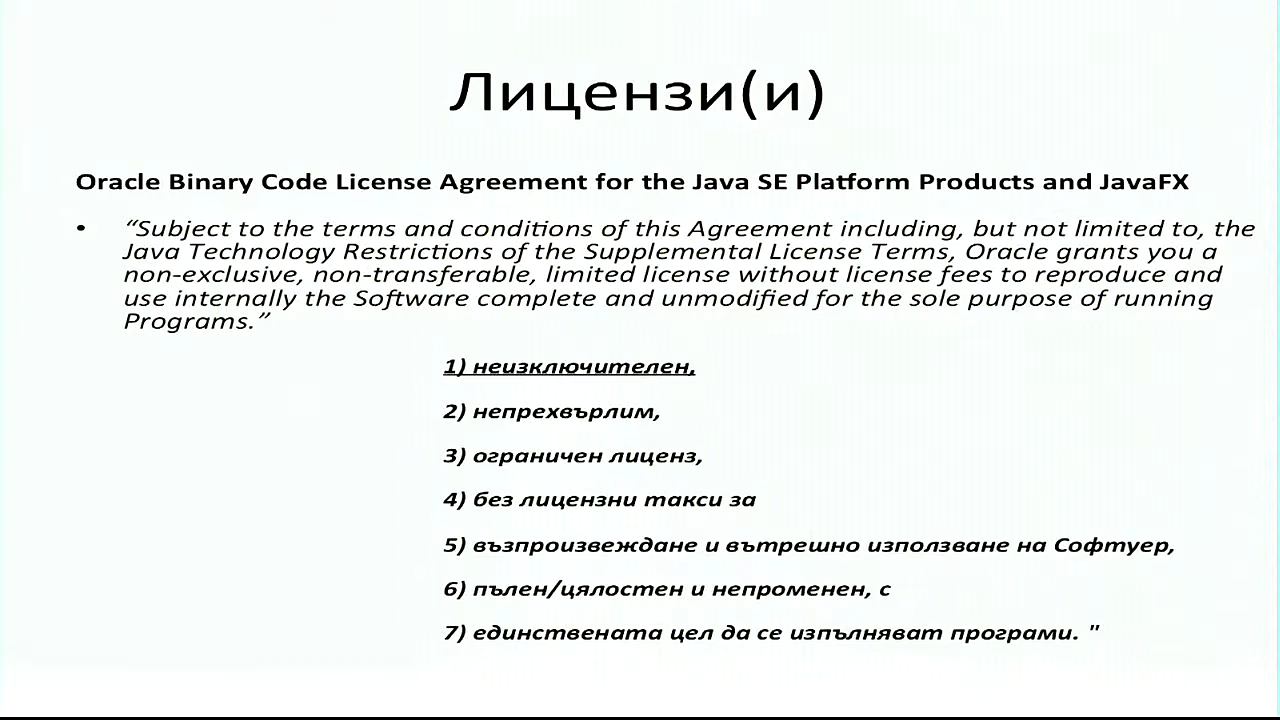 Лицензи(и)
Oracle Binary Code License Agreement for the Java SE Platform Products and JavaFX
• “Subject to the terms and conditions of this Agreement including, but not limited to, the
Java Technology Restrictions of the Supplemental License Terms, Oracle grants you a
non-exclusive, non-transferable, limited license without license fees to reproduce and
use internally the Software complete and unmodified for the sole purpose of running
Programs.”
1) неизключителен,
2) непрехвърлим,
3) ограничен лиценз,
4) без лицензни такси за
5) възпроизвеждане и вътрешно използване на Софтуер,
6) пълен/цялостен и непроменен, с
7) единствената цел да се изпълняват програми. "